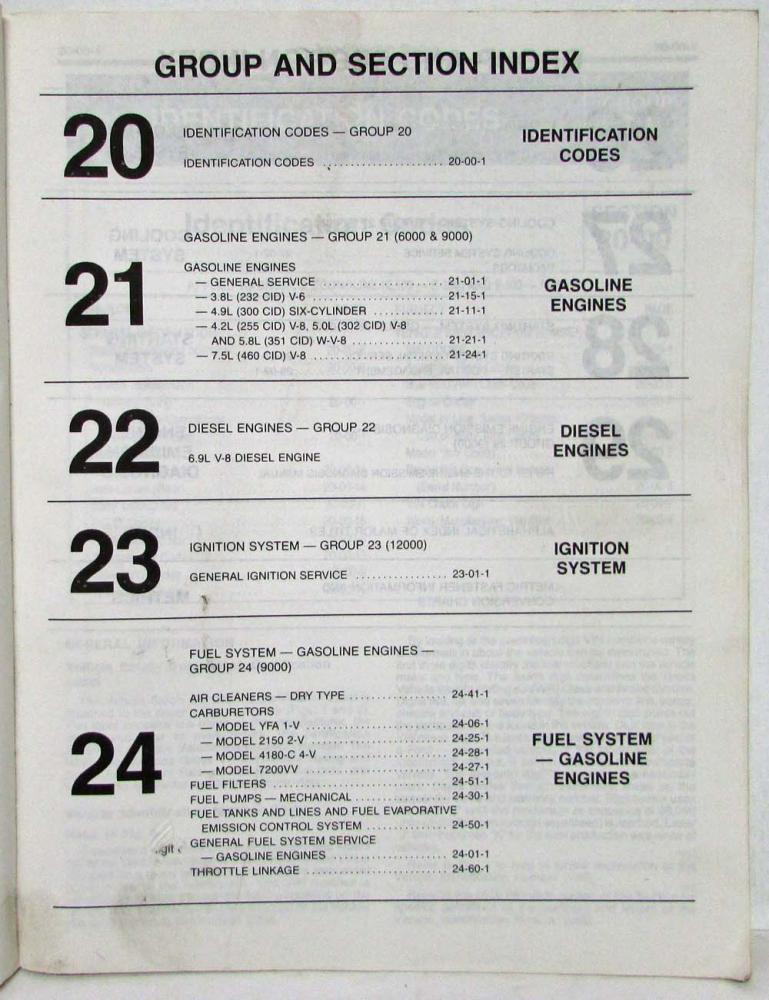 GROUP AND SECTION INDEX
20
IDENTIFICATION CODES — GROUP 20
IDENTIFICATION CODES .................... 20-00-1
IDENTIFICATION
CODES
21
GASOLINE ENGINES — GROUP 21 (6000 & 9000)
GASOLINE ENGINES
— GENERAL SERVICE .................... 21-01-1
— 3.8L (232 CID) V-6 .................... 21-15-1
— 4.9L (300 CID) SIX-CYLINDER ............ 21-11-1
— 4.2L (255 CID) V-8, 5.0L (302 CID) V-8
AND 5.8L (351 CID) W-V-8 ............... 21-21-1
— 7.5L (460 CID) V-8 .................... 21-24-1
GASOLINE
ENGINES
22
DIESEL ENGINES — GROUP 22
6.9L V-8 DIESEL ENGINE
DIESEL
ENGINES
23
IGNITION SYSTEM — GROUP 23 (12000)
GENERAL IGNITION SERVICE ............... 23-01-1
IGNITION
SYSTEM
24
FUEL SYSTEM — GASOLINE ENGINES —
GROUP 24 (9000)
AIR CLEANERS — DRY TYPE ................ 24-41-1
CARBURETORS
— MODEL YFA 1-V ........................ 24-06-1
— MODEL 2150 2-V ....................... 24-25-1
— MODEL 4180-C 4-V ..................... 24-28-1
— MODEL 7200VV ........................ 24-27-1
FUEL FILTERS ............................. 24-51-1
FUEL PUMPS — MECHANICAL ............... 24-30-1
FUEL TANKS AND LINES AND FUEL EVAPORATIVE
EMISSION CONTROL SYSTEM ............. 24-50-1
GENERAL FUEL SYSTEM SERVICE
— GASOLINE ENGINES .................... 24-01-1
THROTTLE LINKAGE ....................... 24-60-1
FUEL SYSTEM
— GASOLINE
ENGINES